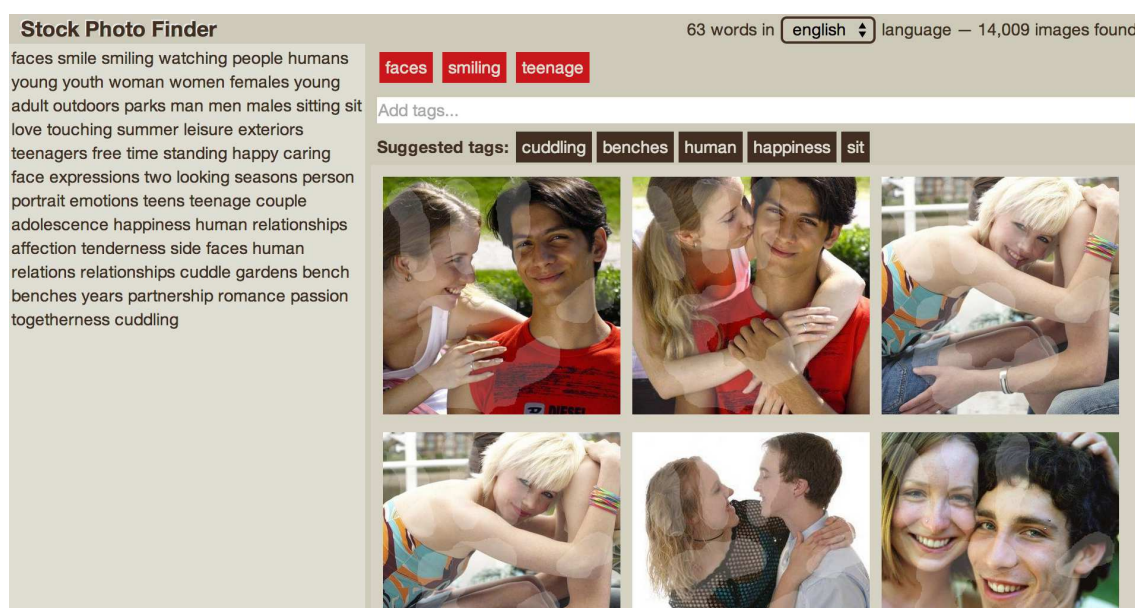 Stock Photo Finder
63 words in english language — 14,009 images found
faces smile smiling watching people humans
young youth woman women females young
adult outdoors parks man men males sitting sit
love touching summer leisure exteriors
teenagers free time standing happy caring
face expressions two looking seasons person
portrait emotions teens teenage couple
adolescence happiness human relationships
affection tenderness side faces human
relations relationships cuddle gardens bench
benches years partnership romance passion
togetherness cuddling
faces smiling teenage
Add tags...
Suggested tags: cuddling benches human happiness sit
DIESEL